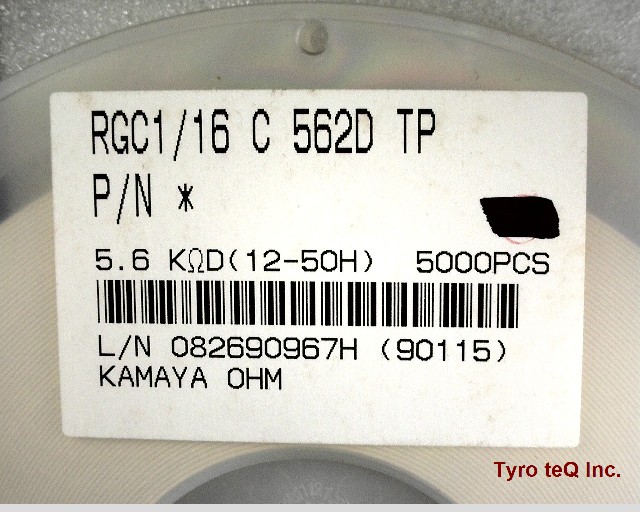 RGC1/16 C 562D TP
P/N *
5.6 KΩD(12-50H) 5000PCS
L/N 082690967H (90115)
KAMAYA OHM
Tyro teQ Inc.